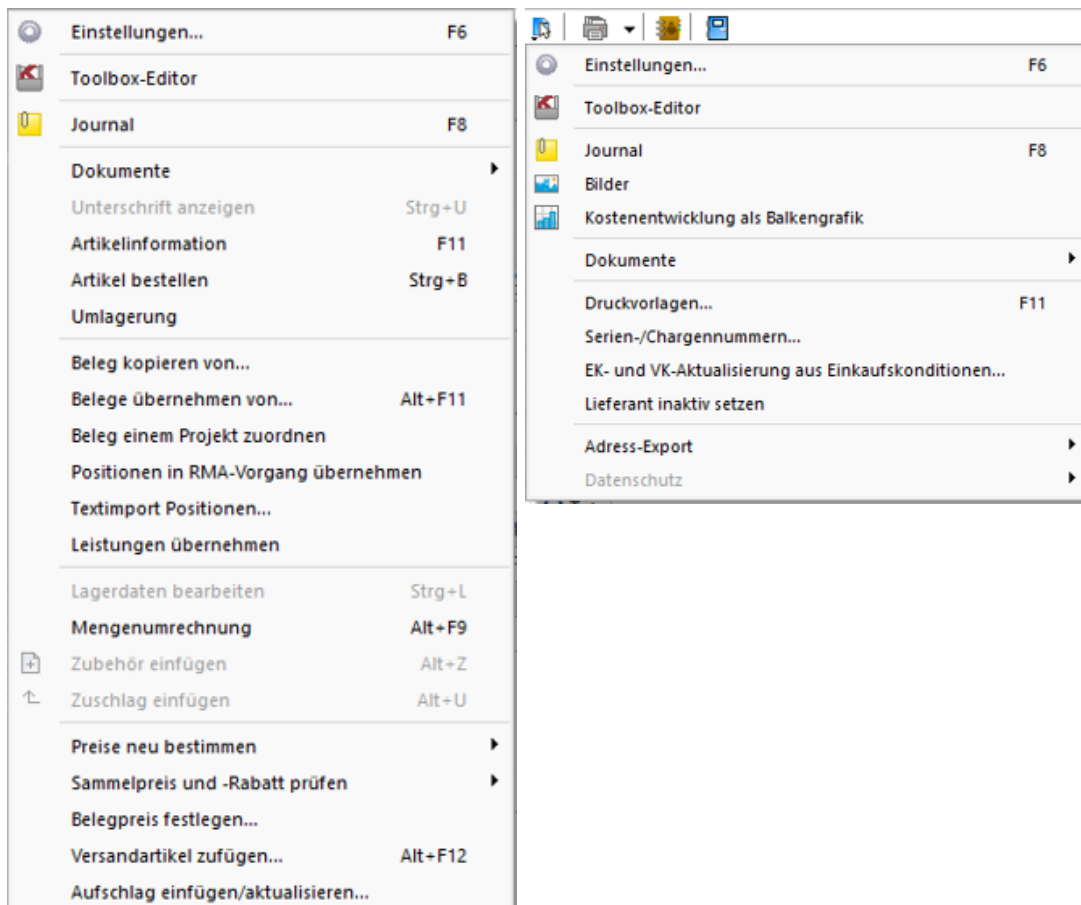 Einstellungen... F6
Toolbox-Editor
Journal F8
Dokumente
Unterschrift anzeigen Strg+U
Artikelinformation F11
Artikel bestellen Strg+B
Umlagerung
Beleg kopieren von...
Belege übernehmen von... Alt+F11
Beleg einem Projekt zuordnen
Positionen in RMA-Vorgang übernehmen
Textimport Positionen...
Leistungen übernehmen
Lagerdaten bearbeiten Strg+L
Mengenumrechnung Alt+F9
Zubehör einfügen Alt+Z
Zuschlag einfügen Alt+U
Preise neu bestimmen
Sammelpreis und -Rabatt prüfen
Belegpreis festlegen...
Versandartikel zufügen... Alt+F12
Aufschlag einfügen/aktualisieren...
Einstellungen... F6
Toolbox-Editor
Journal F8
Bilder
Kostenentwicklung als Balkengrafik
Dokumente
Druckvorlagen... F11
Serien-/Chargennummern...
EK- und VK-Aktualisierung aus Einkaufskonditionen...
Lieferant inaktiv setzen
Adress-Export
Datenschutz